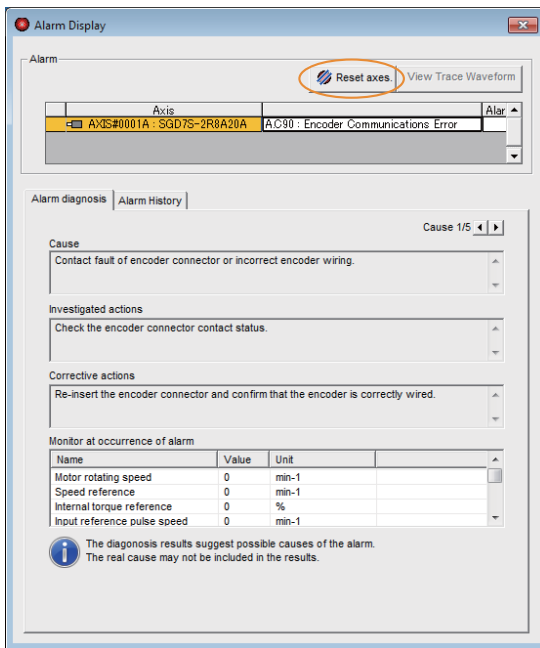 Alarm Display
Alarm
Reset axes.
View Trace Waveform
Axis
Alar
AXIS#0001A : SGD7S-2R8A20A
A.C90 : Encoder Communications Error
Alarm diagnosis
Alarm History
Cause 1/5
Cause
Contact fault of encoder connector or incorrect encoder wiring.
Investigated actions
Check the encoder connector contact status.
Corrective actions
Re-insert the encoder connector and confirm that the encoder is correctly wired.
Monitor at occurrence of alarm
Name Value Unit
Motor rotating speed 0 min-1
Speed reference 0 min-1
Internal torque reference 0 %
Input reference pulse speed 0 min-1
The diagonosis results suggest possible causes of the alarm.
The real cause may not be included in the results.